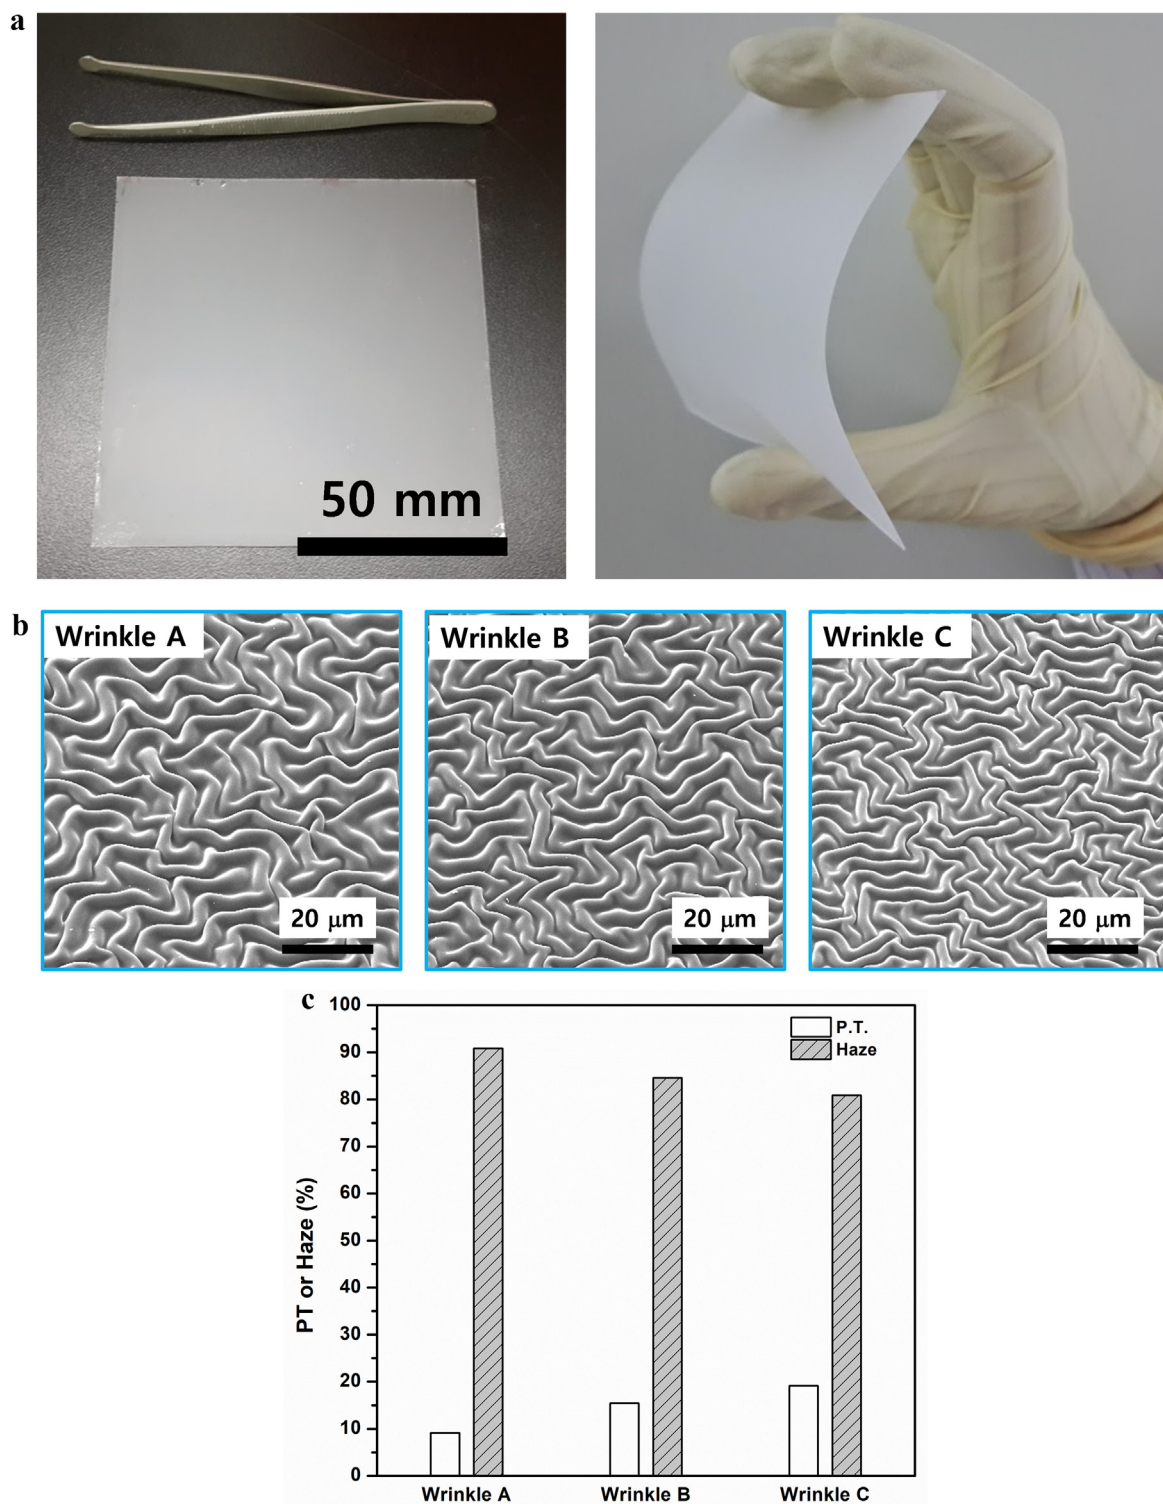 a
50 mm
b
Wrinkle A
Wrinkle B
Wrinkle C
20 μm
20 μm
20 μm
c
100
90
80
70
60
50
40
30
20
10
0
PT or Haze (%)
P.T.
Haze
Wrinkle A
Wrinkle B
Wrinkle C